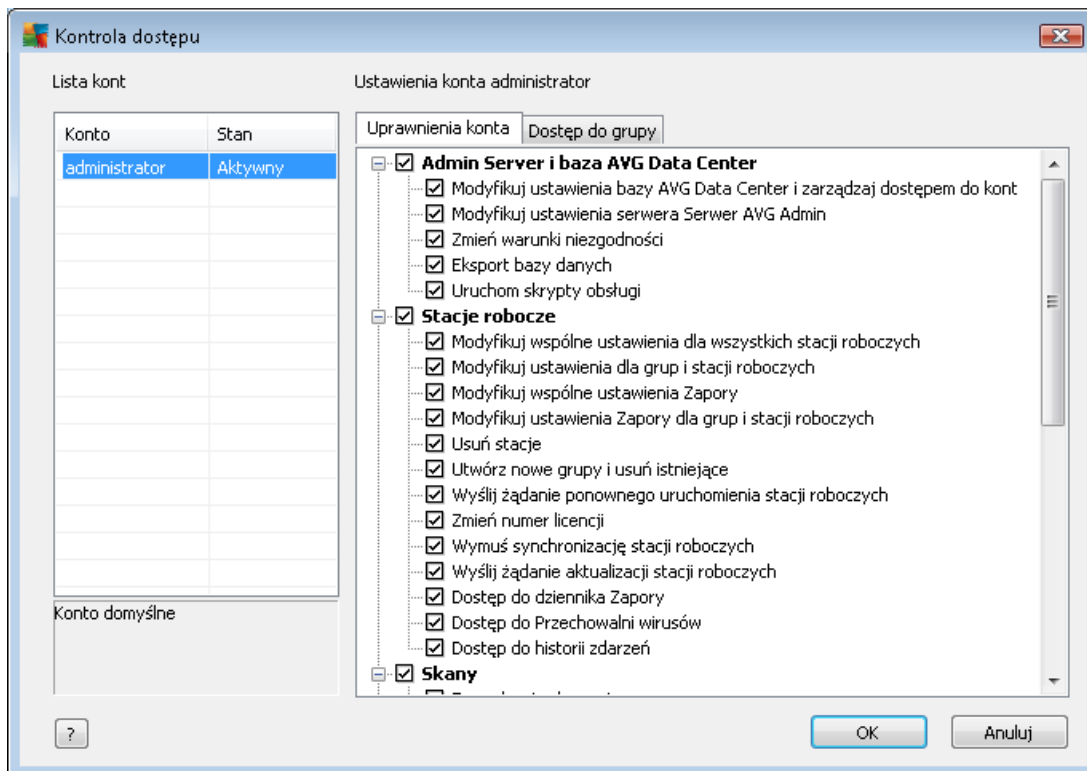 Kontrola dostępu
Lista kont
Konto Stan
administrator Aktywny
Konto domyślne
Ustawienia konta administrator
Uprawnienia konta Dostęp do grupy
Admin Server i baza AVG Data Center
Modyfikuj ustawienia bazy AVG Data Center i zarządzaj dostępem do kont
Modyfikuj ustawienia serwera Serwer AVG Admin
Zmień warunki niezgodności
Eksport bazy danych
Uruchom skrypty obsługi
Stacje robocze
Modyfikuj wspólne ustawienia dla wszystkich stacji roboczych
Modyfikuj ustawienia dla grup i stacji roboczych
Modyfikuj wspólne ustawienia Zapory
Modyfikuj ustawienia Zapory dla grup i stacji roboczych
Usuń stacje
Utwórz nowe grupy i usuń istniejące
Wyślij żądanie ponownego uruchomienia stacji roboczych
Zmień numer licencji
Wymuś synchronizację stacji roboczych
Wyślij żądanie aktualizacji stacji roboczych
Dostęp do dziennika Zapory
Dostęp do Przechowalni wirusów
Dostęp do historii zdarzeń
Skany
? OK Anuluj